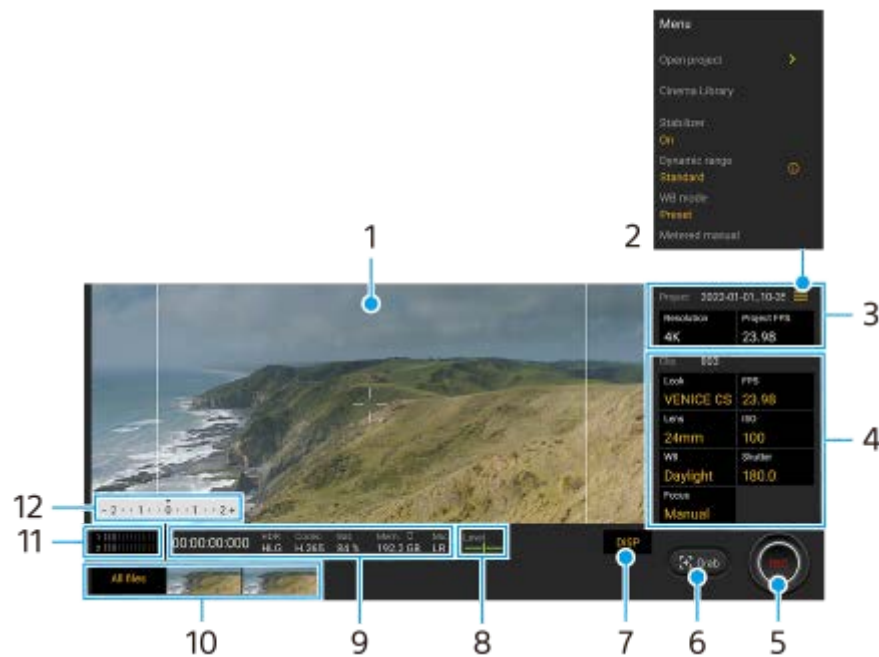 Menu
Open project
Cinema Library
Stabilizer
On
Dynamic range
Standard
WB mode
Preset
Metered manual
1
2
Project 2022-01-01_10-25
3
Resolution Project FPS
4K 23.98
Clip 003
4
Look FPS
VENICE CS 23.98
Lens ISO
24mm 100
WB Shutter
Daylight 180.0
Focus
Manual
12
-2 1 0 1 2+
11
00:00:00:000
HDR Codec Batt. Mem. Mic
HLG H.265 84% 192.2 GB LR
Level
DISP
Grab
REC
All files
10
9
8
7
6
5